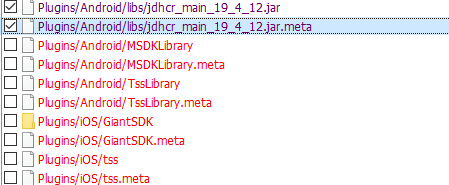 Plugins/Android/libs/jdhcr_main_19_4_12.jar
Plugins/Android/libs/jdhcr_main_19_4_12.jar.meta
Plugins/Android/MSDKLibrary
Plugins/Android/MSDKLibrary.meta
Plugins/Android/TssLibrary
Plugins/Android/TssLibrary.meta
Plugins/iOS/GiantSDK
Plugins/iOS/GiantSDK.meta
Plugins/iOS/tss
Plugins/iOS/tss.meta